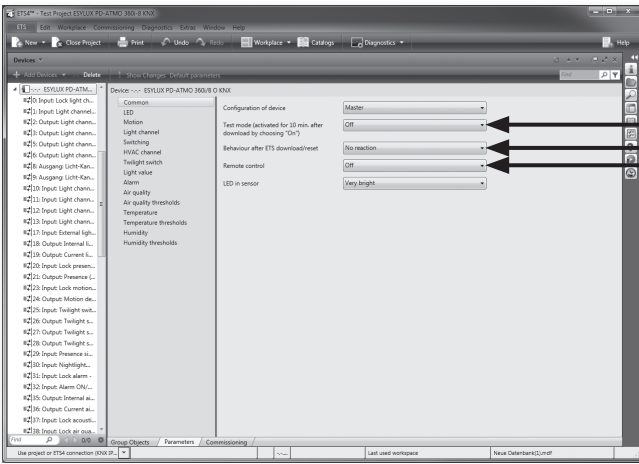 ETS4™ - Test Project ESYLUX PD-ATMO 360i-8 KNX
ETS Edit Workplace Commissioning Diagnostics Extras Window Help
New Close Project Print Undo Redo Workplace Catalogs Diagnostics Help
Devices
Add Devices Delete Show Changes Default parameters Find
-.-.- ESYLUX PD-ATM...
0: Input: Lock light ch...
1: Input: Light channel...
2: Output: Light chann...
3: Output: Light chann...
5: Output: Light chann...
6: Output: Light chann...
8: Ausgang: Licht-Kan...
9: Ausgang: Licht-Kan...
10: Input: Light chann...
11: Input: Light chann...
12: Input: Light chann...
13: Input: Light chann...
17: Input: External ligh...
18: Output: Internal li...
19: Output: Current li...
20: Input: Lock presen...
21: Output: Presence (...
23: Input: Lock motion...
24: Output: Motion de...
25: Input: Twilight swit...
26: Output: Twilight s...
27: Output: Twilight s...
28: Output: Twilight s...
29: Input: Presence si...
30: Input: Nightlight...
31: Input: Lock alarm -
32: Input: Alarm ON/...
35: Output: Internal ai...
36: Output: Current ai...
37: Input: Lock acousti...
38: Input: Lock air qua...
Find 0/0
Device: -.-.- ESYLUX PD-ATMO 360i/8 O KNX
Common
LED
Motion
Light channel
Switching
HVAC channel
Twilight switch
Light value
Alarm
Air quality
Air quality thresholds
Temperature
Temperature thresholds
Humidity
Humidity thresholds
Configuration of device Master
Test mode (activated for 10 min. after
download by choosing "On") Off
Behaviour after ETS download/reset No reaction
Remote control Off
LED in sensor Very bright
Group Objects Parameters Commissioning
Use project or ETS4 connection (KNX IP... -.-.-- Last used workspace Neue Datenbank(1).mdf